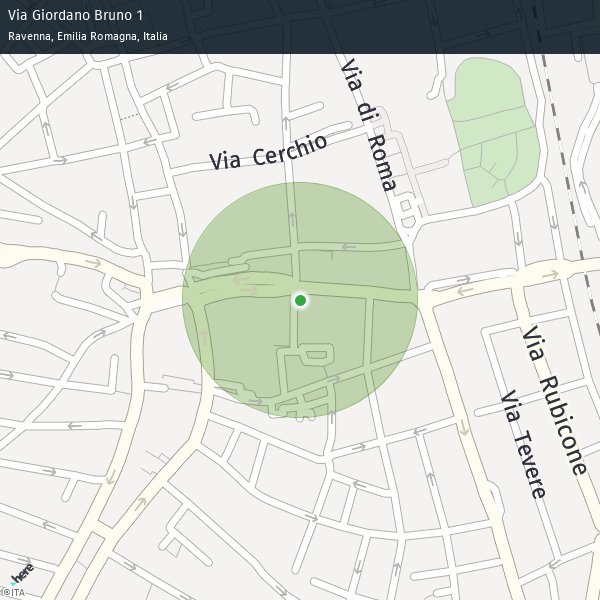 Via Giordano Bruno 1
Ravenna, Emilia Romagna, Italia
Via di Roma
Via Cerchio
Via Rubicone
Via Tevere
here
©ITA